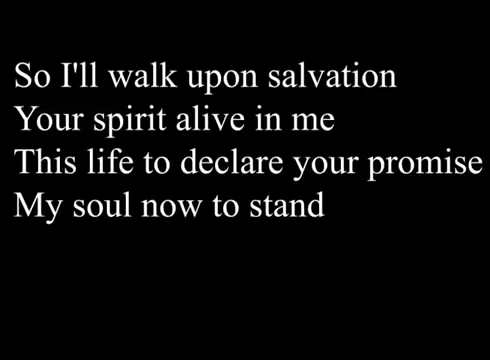 So I'll walk upon salvation
Your spirit alive in me
This life to declare your promise
My soul now to stand